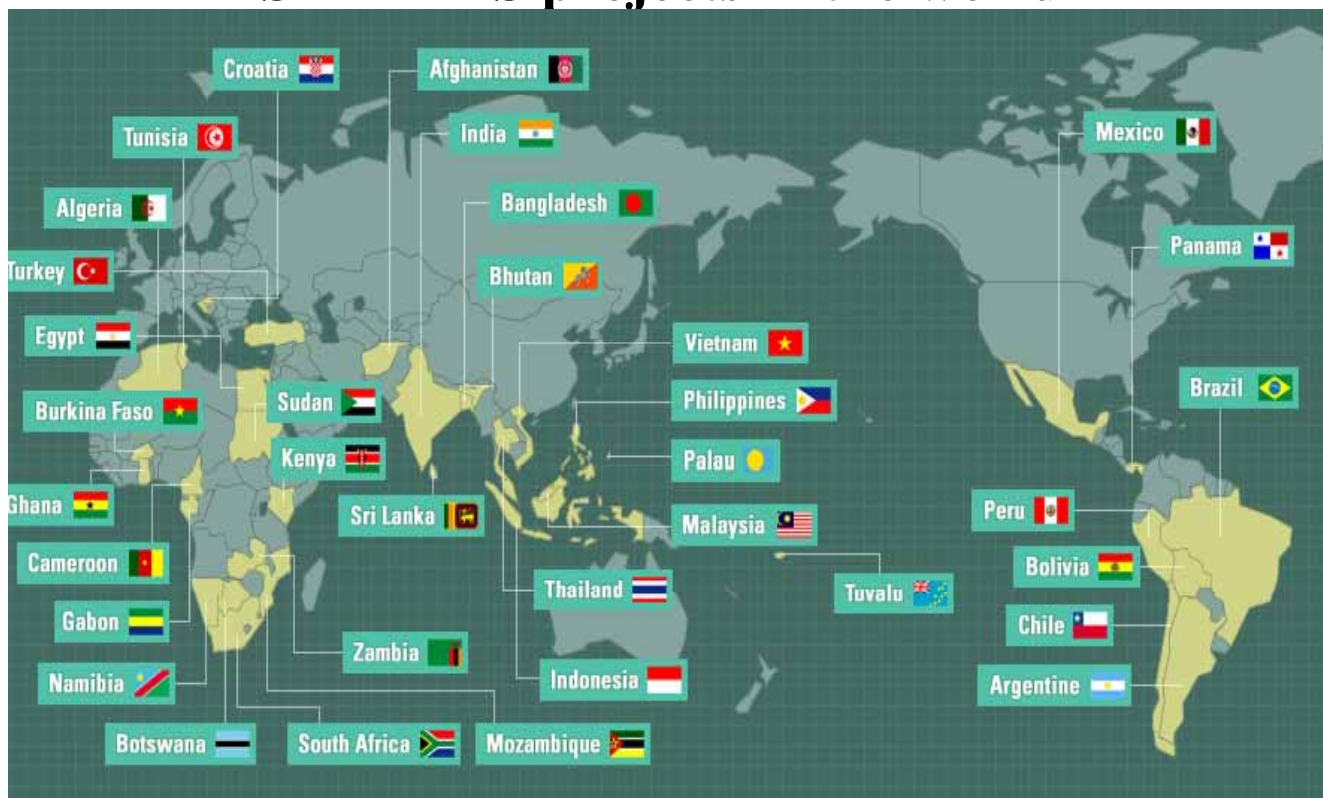 Croatia
Afghanistan
Tunisia
India
Mexico
Algeria
Bangladesh
Panama
Turkey
Bhutan
Egypt
Vietnam
Brazil
Burkina Faso
Sudan
Philippines
Kenya
Palau
Ghana
Sri Lanka
Malaysia
Peru
Cameroon
Thailand
Tuvalu
Bolivia
Gabon
Chile
Zambia
Namibia
Indonesia
Argentine
Botswana
South Africa
Mozambique